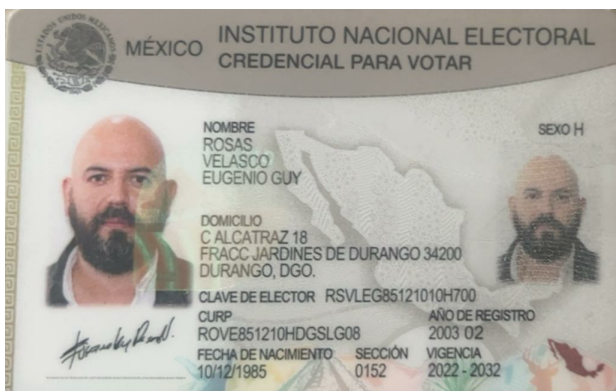 MÉXICO INSTITUTO NACIONAL ELECTORAL
CREDENCIAL PARA VOTAR
NOMBRE SEXO H
ROSAS
VELASCO
EUGENIO GUY
DOMICILIO
C ALCATRAZ 18
FRACC JARDINES DE DURANGO 34200
DURANGO, DGO.
CLAVE DE ELECTOR RSVLEG85121010H700
CURP AÑO DE REGISTRO
ROVE851210HDGSLG08 2003 02
FECHA DE NACIMIENTO SECCIÓN VIGENCIA
10/12/1985 0152 2022 - 2032